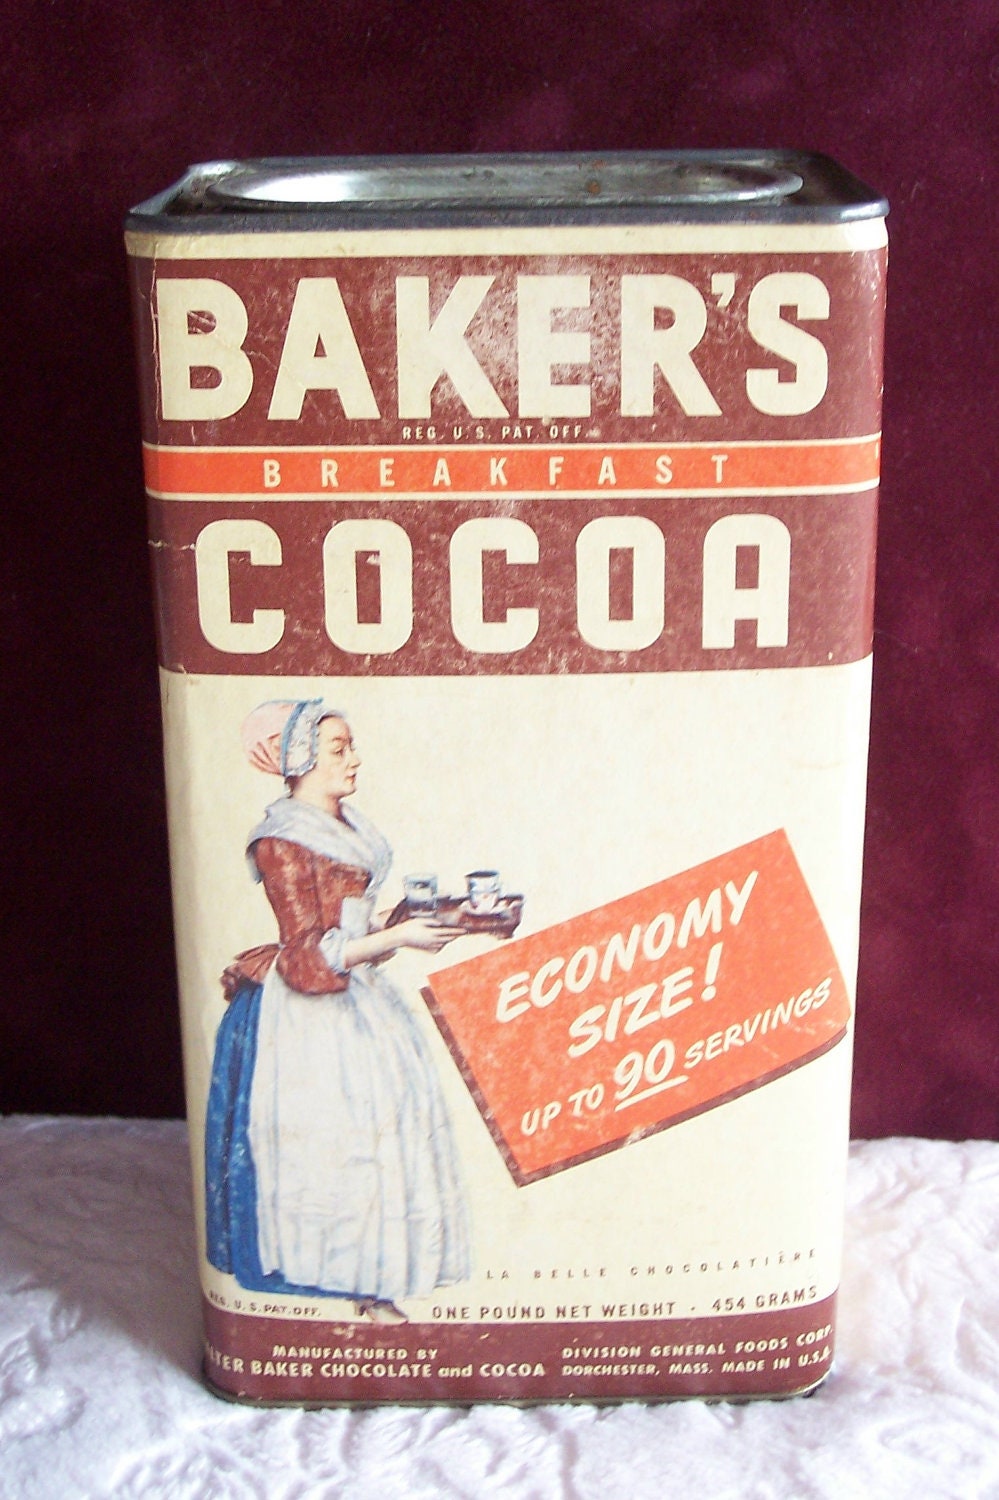 BAKER'S
REG. U.S. PAT. OFF.
BREAKFAST
COCOA
ECONOMY
SIZE!
UP TO 90 SERVINGS
LA BELLE CHOCOLATIÈRE
REG. U.S. PAT. OFF.
ONE POUND NET WEIGHT · 454 GRAMS
MANUFACTURED BY
BAKER CHOCOLATE and COCOA
DIVISION GENERAL FOODS CORP.
DORCHESTER, MASS. MADE IN U.S.A.